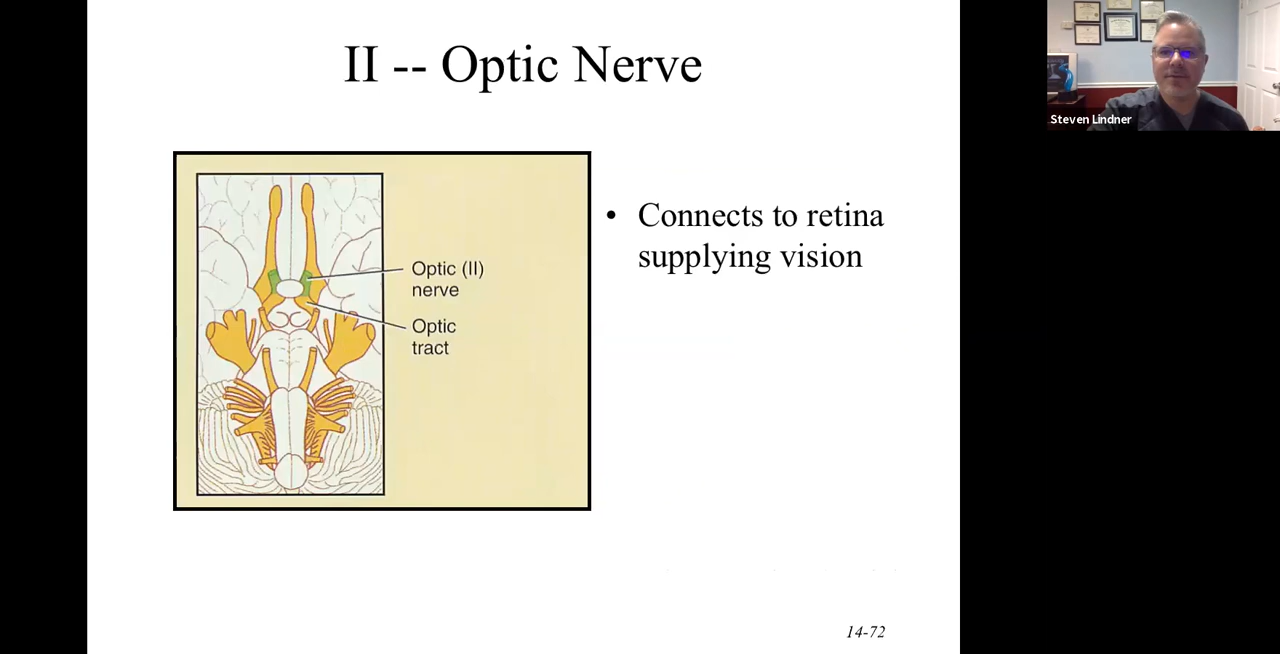 II -- Optic Nerve
Steven Lindner
Optic (II)
nerve
Optic
tract
• Connects to retina
supplying vision
14-72